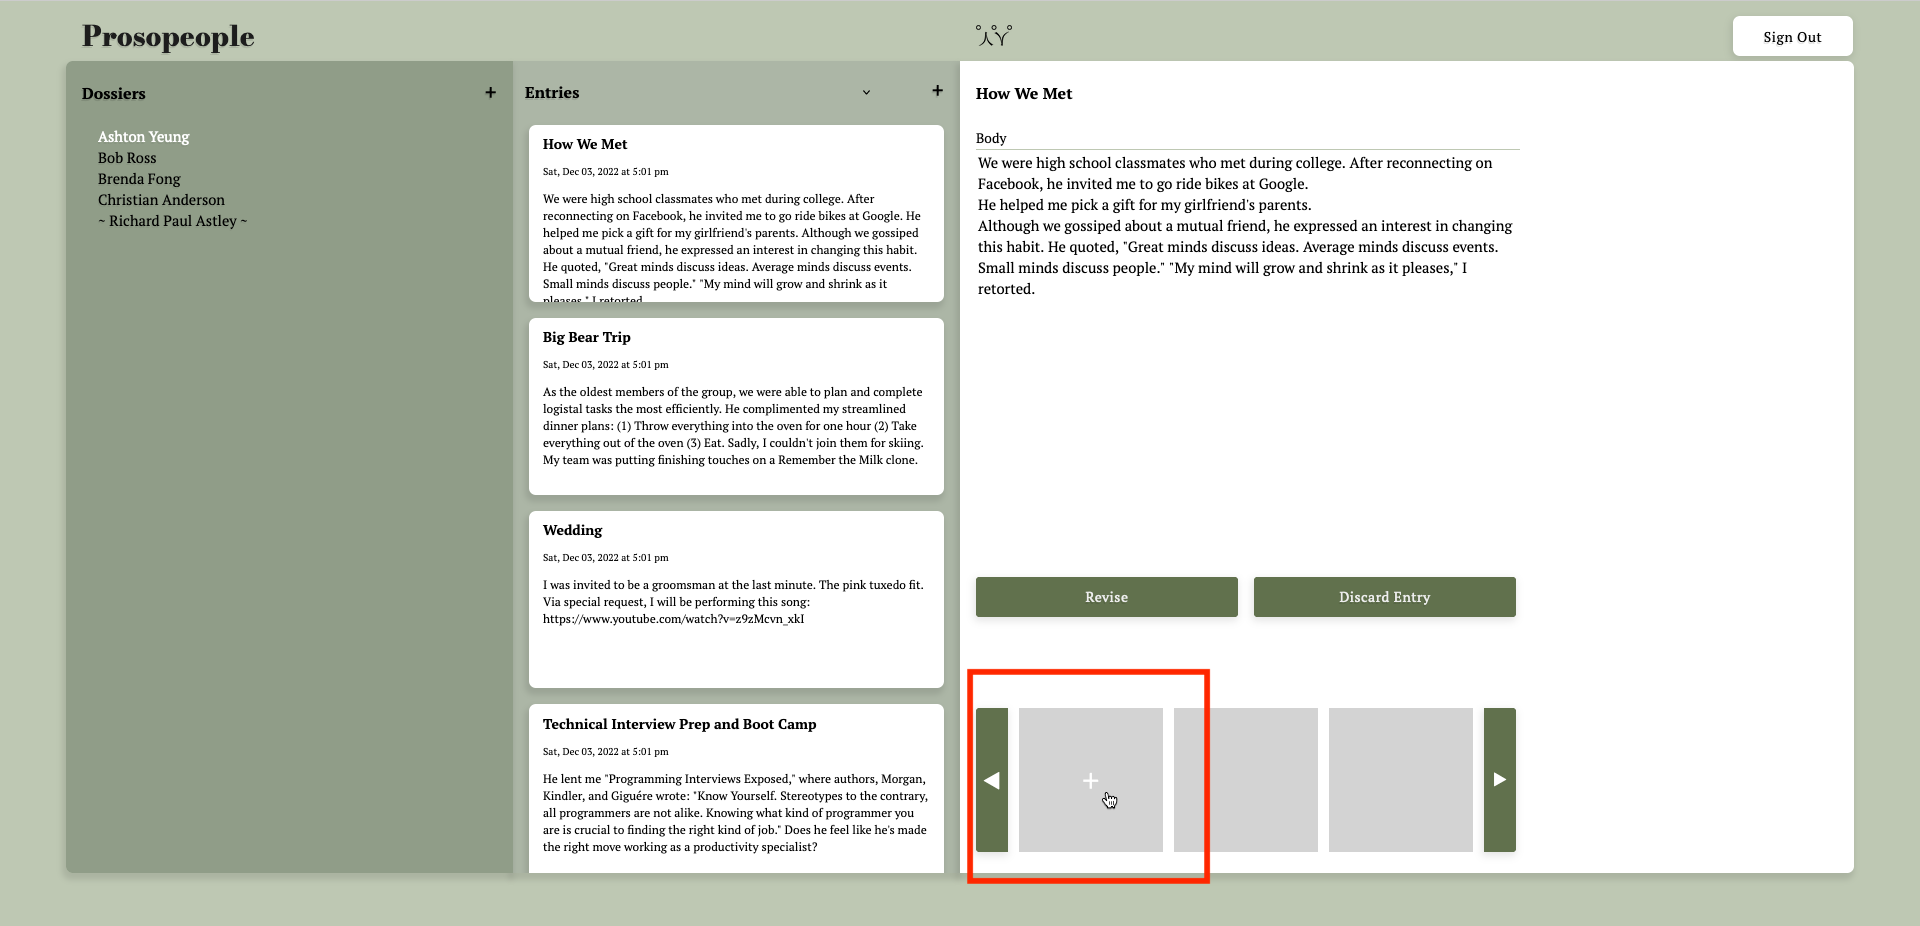 Prosopeople
Sign Out
Dossiers
+
Ashton Yeung
Bob Ross
Brenda Fong
Christian Anderson
~ Richard Paul Astley ~
Entries
+
How We Met
Sat, Dec 03, 2022 at 5:01 pm
We were high school classmates who met during college. After
reconnecting on Facebook, he invited me to go ride bikes at Google. He
helped me pick a gift for my girlfriend's parents. Although we gossiped
about a mutual friend, he expressed an interest in changing this habit.
He quoted, "Great minds discuss ideas. Average minds discuss events.
Small minds discuss people." "My mind will grow and shrink as it
pleases," I retorted.
Big Bear Trip
Sat, Dec 03, 2022 at 5:01 pm
As the oldest members of the group, we were able to plan and complete
logistal tasks the most efficiently. He complimented my streamlined
dinner plans: (1) Throw everything into the oven for one hour (2) Take
everything out of the oven (3) Eat. Sadly, I couldn't join them for skiing.
My team was putting finishing touches on a Remember the Milk clone.
Wedding
Sat, Dec 03, 2022 at 5:01 pm
I was invited to be a groomsman at the last minute. The pink tuxedo fit.
Via special request, I will be performing this song:
https://www.youtube.com/watch?v=z9zMcvn_xkI
Technical Interview Prep and Boot Camp
Sat, Dec 03, 2022 at 5:01 pm
He lent me "Programming Interviews Exposed," where authors, Morgan,
Kindler, and Giguére wrote: "Know Yourself. Stereotypes to the contrary,
all programmers are not alike. Knowing what kind of programmer you
are is crucial to finding the right kind of job." Does he feel like he's made
the right move working as a productivity specialist?
How We Met
Body
We were high school classmates who met during college. After reconnecting on
Facebook, he invited me to go ride bikes at Google.
He helped me pick a gift for my girlfriend's parents.
Although we gossiped about a mutual friend, he expressed an interest in changing
this habit. He quoted, "Great minds discuss ideas. Average minds discuss events.
Small minds discuss people." "My mind will grow and shrink as it pleases," I
retorted.
Revise
Discard Entry
+